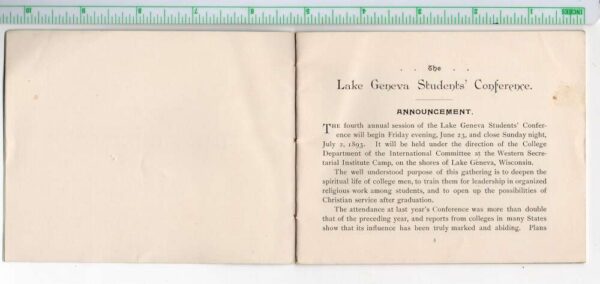 The
Lake Geneva Students' Conference.
ANNOUNCEMENT.
THE fourth annual session of the Lake Geneva Students' Confer-
ence will begin Friday evening, June 23, and close Sunday night,
July 2, 1893. It will be held under the direction of the College
Department of the International Committee at the Western Secre-
tarial Institute Camp, on the shores of Lake Geneva, Wisconsin.
The well understood purpose of this gathering is to deepen the
spiritual life of college men, to train them for leadership in organized
religious work among students, and to open up the possibilities of
Christian service after graduation.
The attendance at last year's Conference was more than double
that of the preceding year, and reports from colleges in many States
show that its influence has been truly marked and abiding. Plans